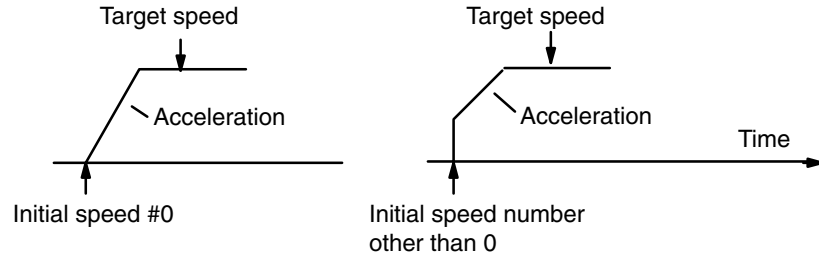 Target speed
Acceleration
Initial speed #0
Target speed
Acceleration
Time
Initial speed number
other than 0